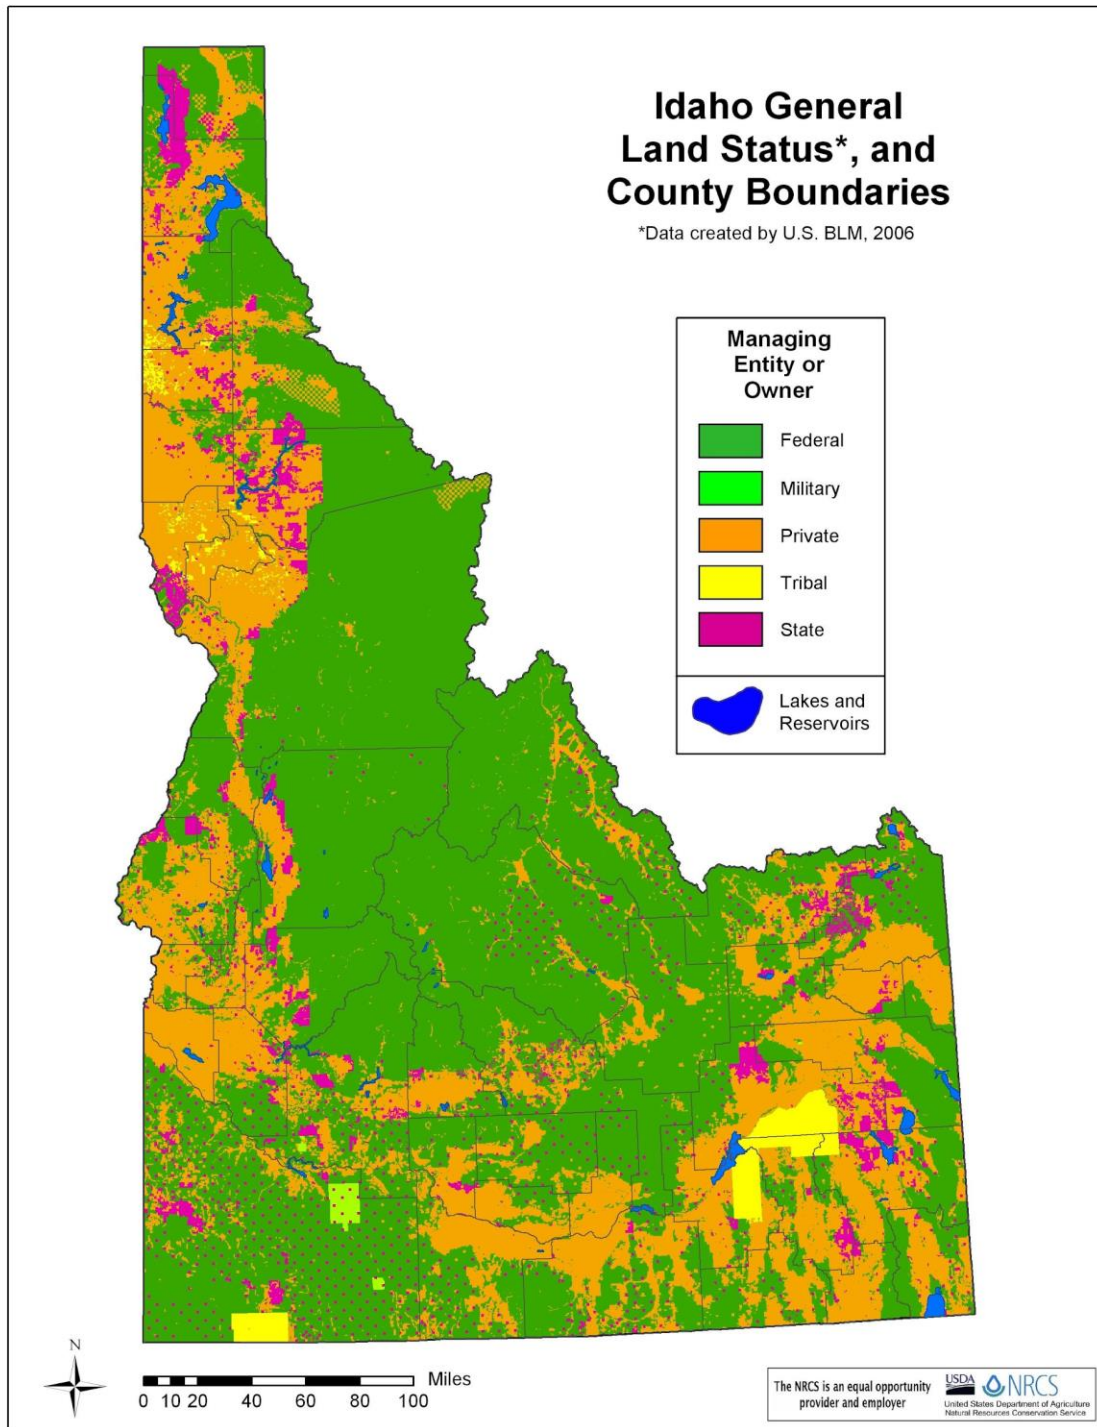 Idaho General
Land Status*, and
County Boundaries
*Data created by U.S. BLM, 2006
Managing
Entity or
Owner
Federal
Military
Private
Tribal
State
Lakes and
Reservoirs
N
Miles
0 10 20 40 60 80 100
The NRCS is an equal opportunity
provider and employer
USDA NRCS
United States Department of Agriculture
Natural Resources Conservation Service